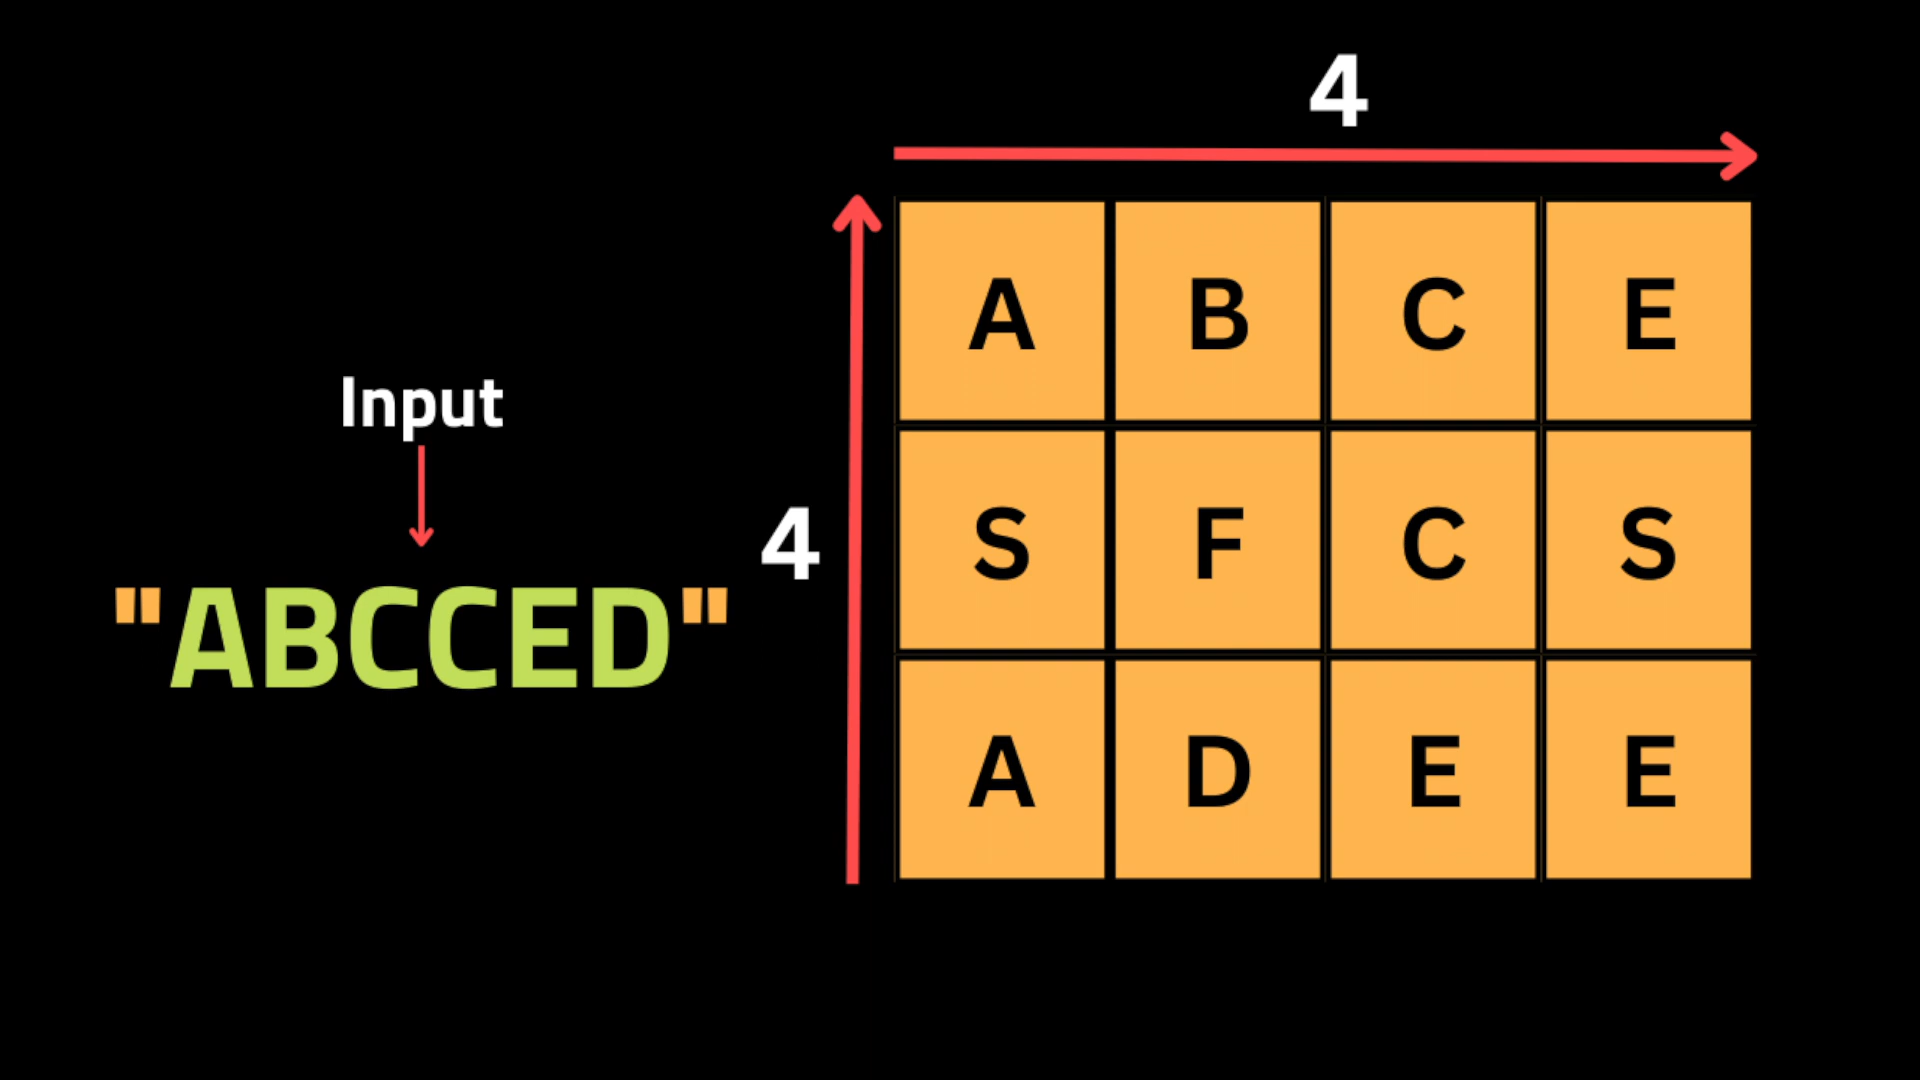 4
Input
"ABCCED"
4
A B C E
S F C S
A D E E